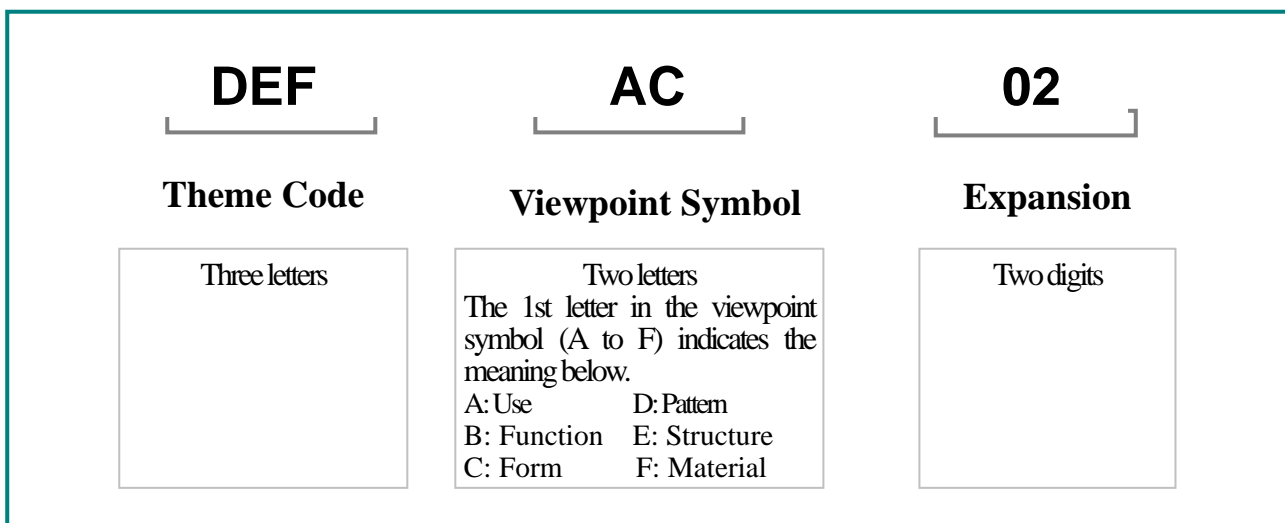 DEF AC 02
Theme Code Viewpoint Symbol Expansion
Three letters
Two letters
The 1st letter in the viewpoint
symbol (A to F) indicates the
meaning below.
A: Use D: Pattern
B: Function E: Structure
C: Form F: Material
Two digits